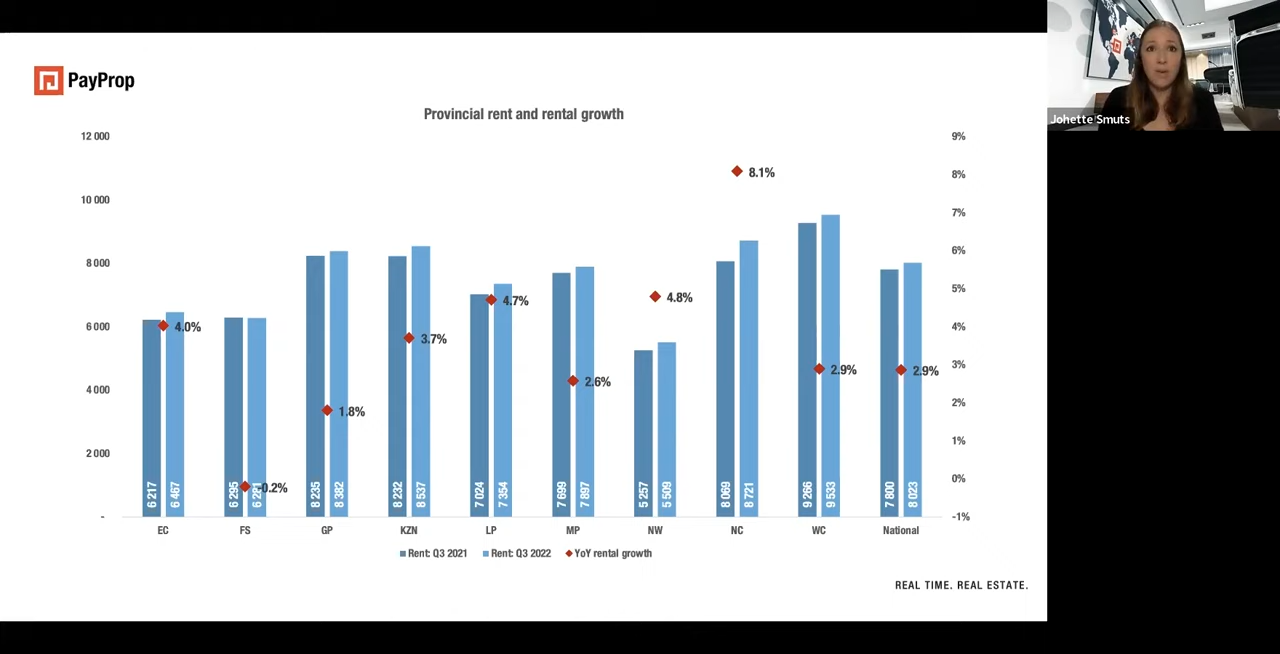 PayProp
Johette Smuts
Provincial rent and rental growth
12 000
10 000
8 000
6 000
4 000
2 000
-
9%
8%
7%
6%
5%
4%
3%
2%
1%
0%
-1%
4.0%
-0.2%
1.8%
3.7%
4.7%
2.6%
4.8%
8.1%
2.9%
2.9%
6 217
6 467
6 295
8 235
8 382
8 232
8 537
7 024
7 354
7 699
7 897
5 257
5 509
8 069
8 721
9 266
9 533
7 800
8 023
EC
FS
GP
KZN
LP
MP
NW
NC
WC
National
Rent: Q3 2021
Rent: Q3 2022
YoY rental growth
REAL TIME. REAL ESTATE.